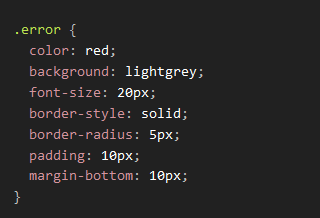 .error {
  color: red;
  background: lightgrey;
  font-size: 20px;
  border-style: solid;
  border-radius: 5px;
  padding: 10px;
  margin-bottom: 10px;
}